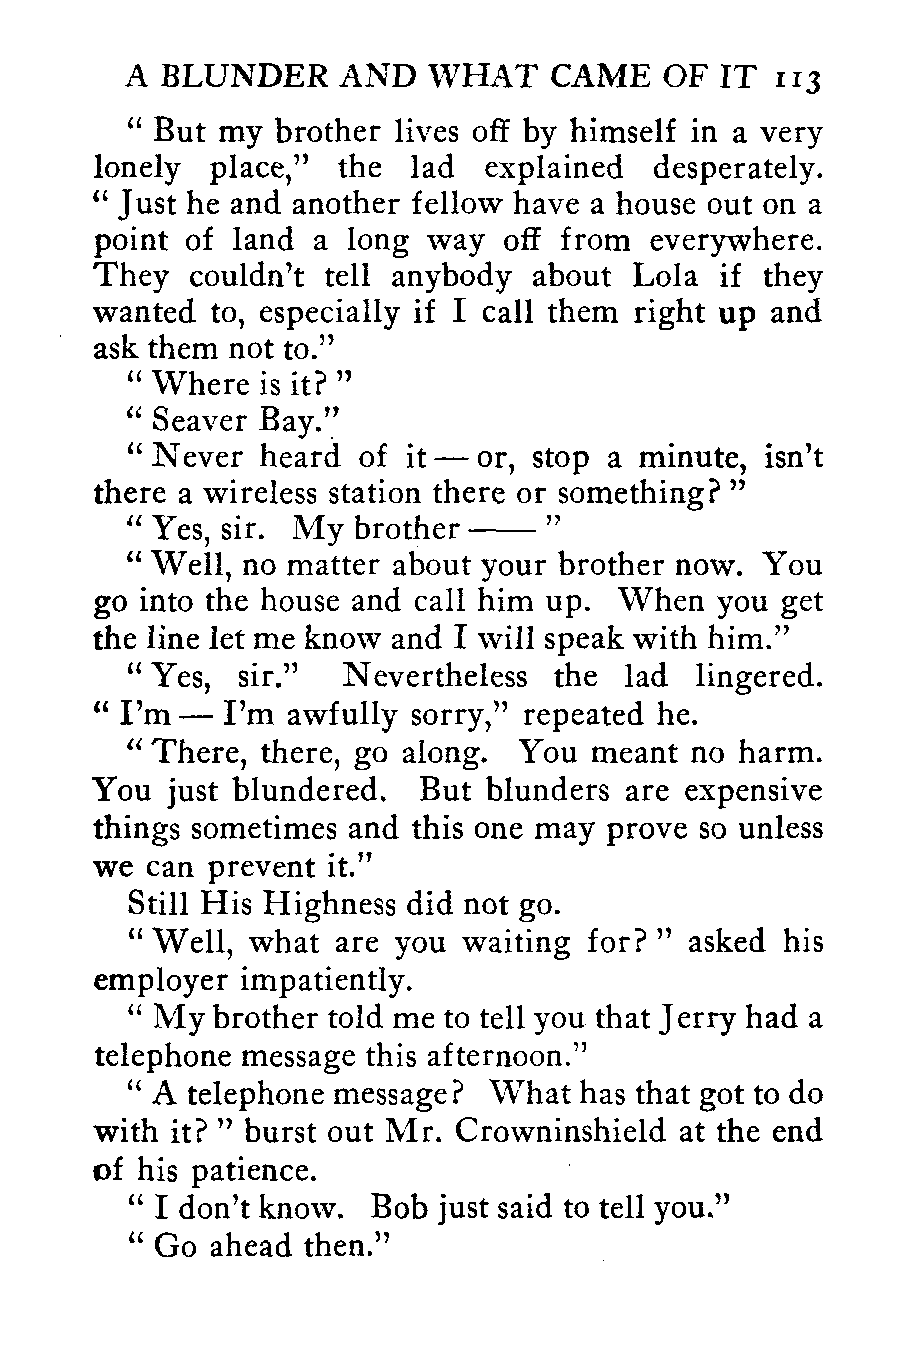 A BLUNDER AND WHAT CAME OF IT 113
“ But my brother lives off by himself in a very
lonely place,” the lad explained desperately.
“ Just he and another fellow have a house out on a
point of land a long way off from everywhere.
They couldn’t tell anybody about Lola if they
wanted to, especially if I call them right up and
ask them not to.”
“ Where is it? ”
“ Seaver Bay.”
“ Never heard of it — or, stop a minute, isn’t
there a wireless station there or something? ”
“ Yes, sir. My brother —— ”
“ Well, no matter about your brother now. You
go into the house and call him up. When you get
the line let me know and I will speak with him.”
“ Yes, sir.” Nevertheless the lad lingered.
“ I’m — I’m awfully sorry,” repeated he.
“ There, there, go along. You meant no harm.
You just blundered. But blunders are expensive
things sometimes and this one may prove so unless
we can prevent it.”
Still His Highness did not go.
“ Well, what are you waiting for? ” asked his
employer impatiently.
“ My brother told me to tell you that Jerry had a
telephone message this afternoon.”
“ A telephone message? What has that got to do
with it? ” burst out Mr. Crowninshield at the end
of his patience.
“ I don’t know. Bob just said to tell you.”
“ Go ahead then.”